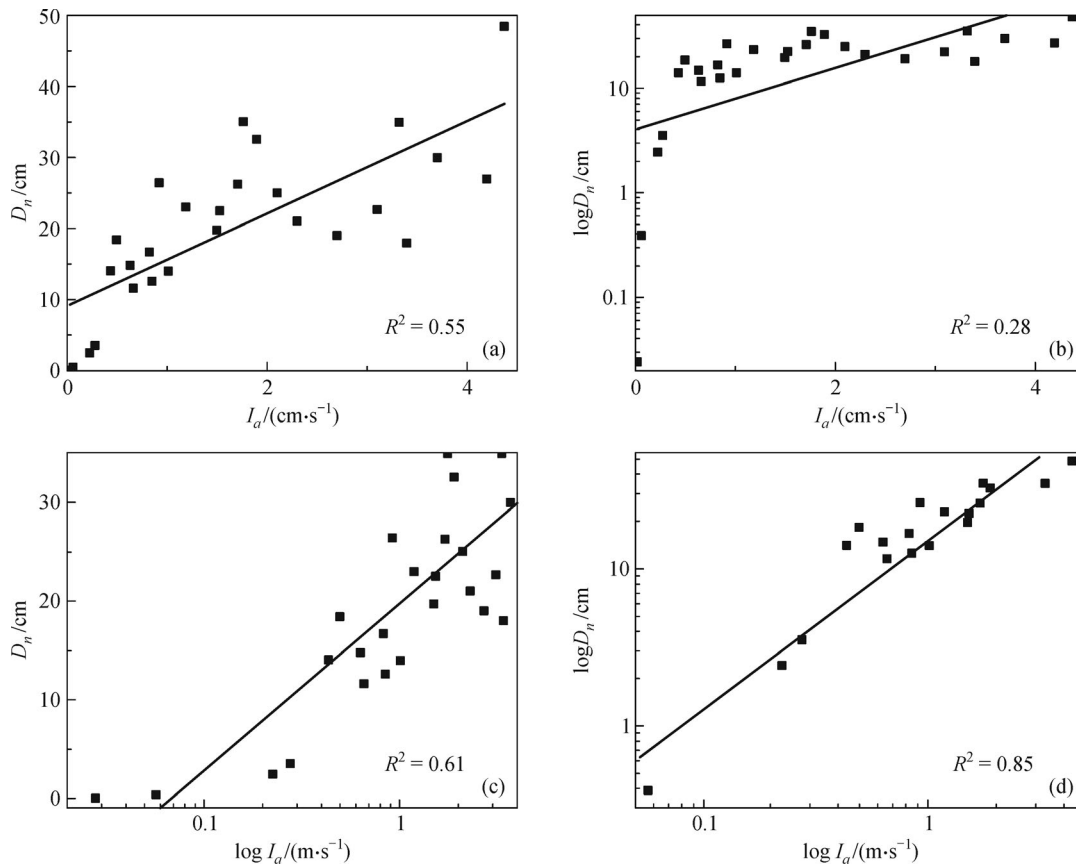 50
40
30
20
10
0
D_n/cm
R² = 0.55
(a)
0
2
4
I_a/(cm·s⁻¹)
10
1
0.1
logD_n/cm
R² = 0.28
(b)
0
2
4
I_a/(cm·s⁻¹)
30
20
10
0
D_n/cm
R² = 0.61
(c)
0.1
1
log I_a/(m·s⁻¹)
10
1
logD_n/cm
R² = 0.85
(d)
0.1
1
log I_a/(m·s⁻¹)